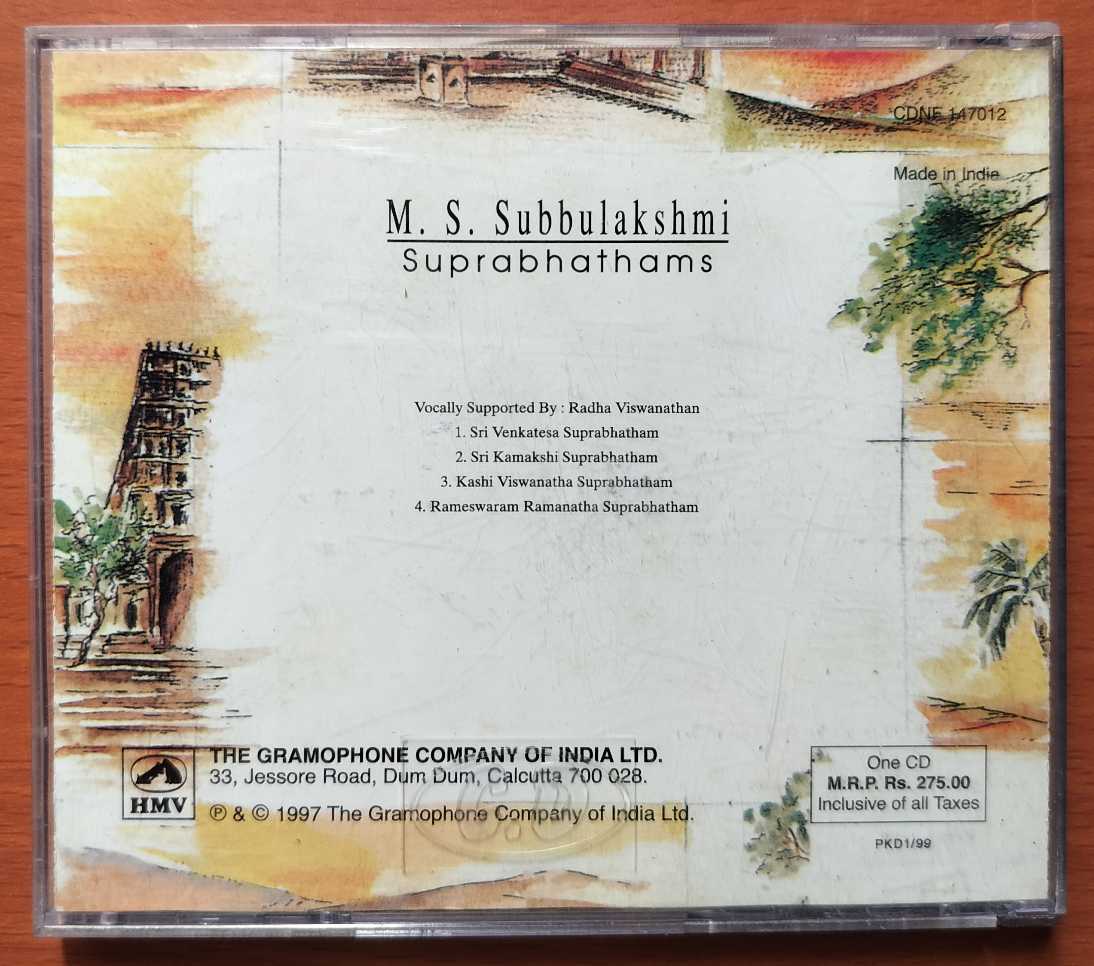 CDNF 147012
Made in India
M. S. Subbulakshmi
Suprabhathams
Vocally Supported By : Radha Viswanathan
1. Sri Venkatesa Suprabhatham
2. Sri Kamakshi Suprabhatham
3. Kashi Viswanatha Suprabhatham
4. Rameswaram Ramanatha Suprabhatham
HMV
THE GRAMOPHONE COMPANY OF INDIA LTD.
33, Jessore Road, Dum Dum, Calcutta 700 028.
℗ & © 1997 The Gramophone Company of India Ltd.
One CD
M.R.P. Rs. 275.00
Inclusive of all Taxes
PKD1/99